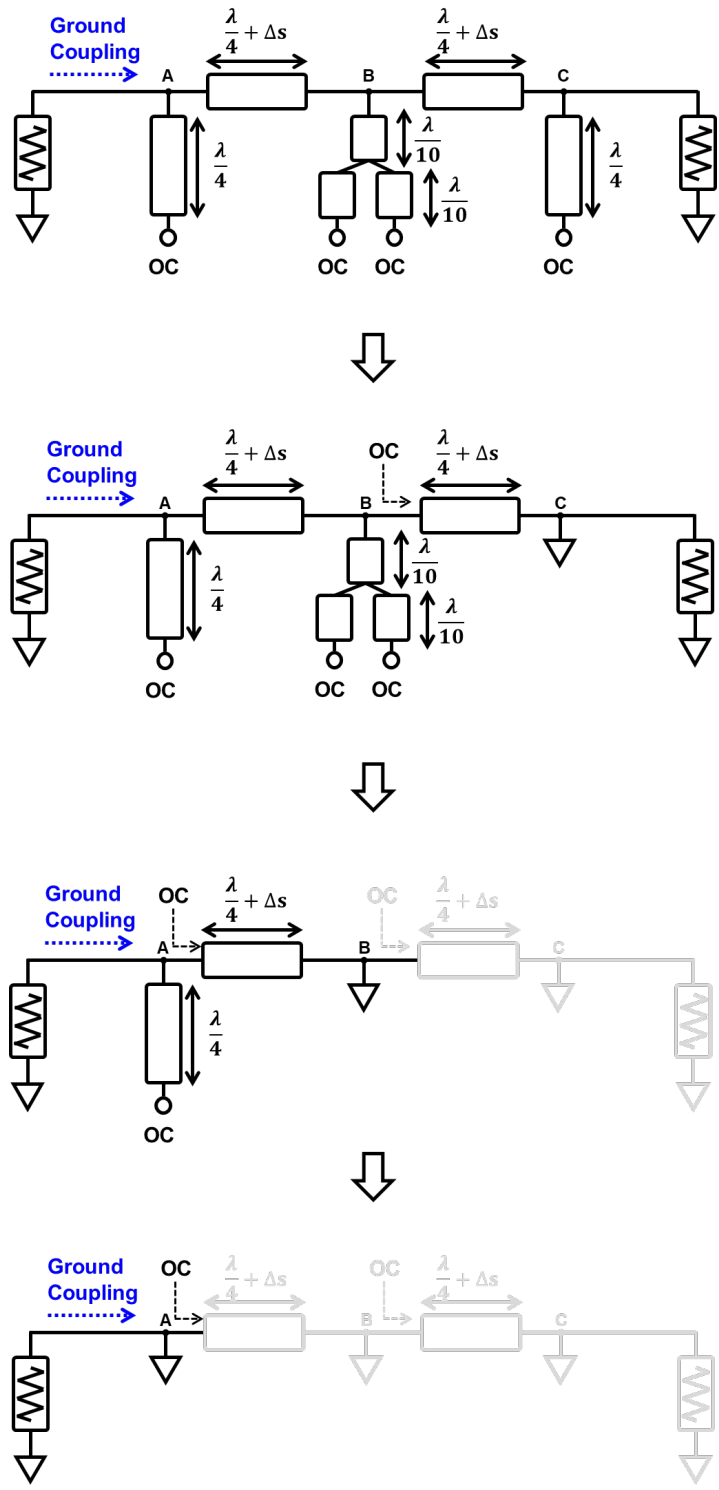 Ground
Coupling
λ/4 + Δs
λ/4 + Δs
A
B
C
λ/4
λ/10
λ/10
λ/4
OC
OC
OC
OC
Ground
Coupling
λ/4 + Δs
OC
λ/4 + Δs
A
B
C
λ/4
λ/10
λ/10
OC
OC
OC
Ground
Coupling
OC
λ/4 + Δs
OC
λ/4 + Δs
A
B
C
λ/4
OC
Ground
Coupling
OC
λ/4 + Δs
OC
λ/4 + Δs
A
B
C